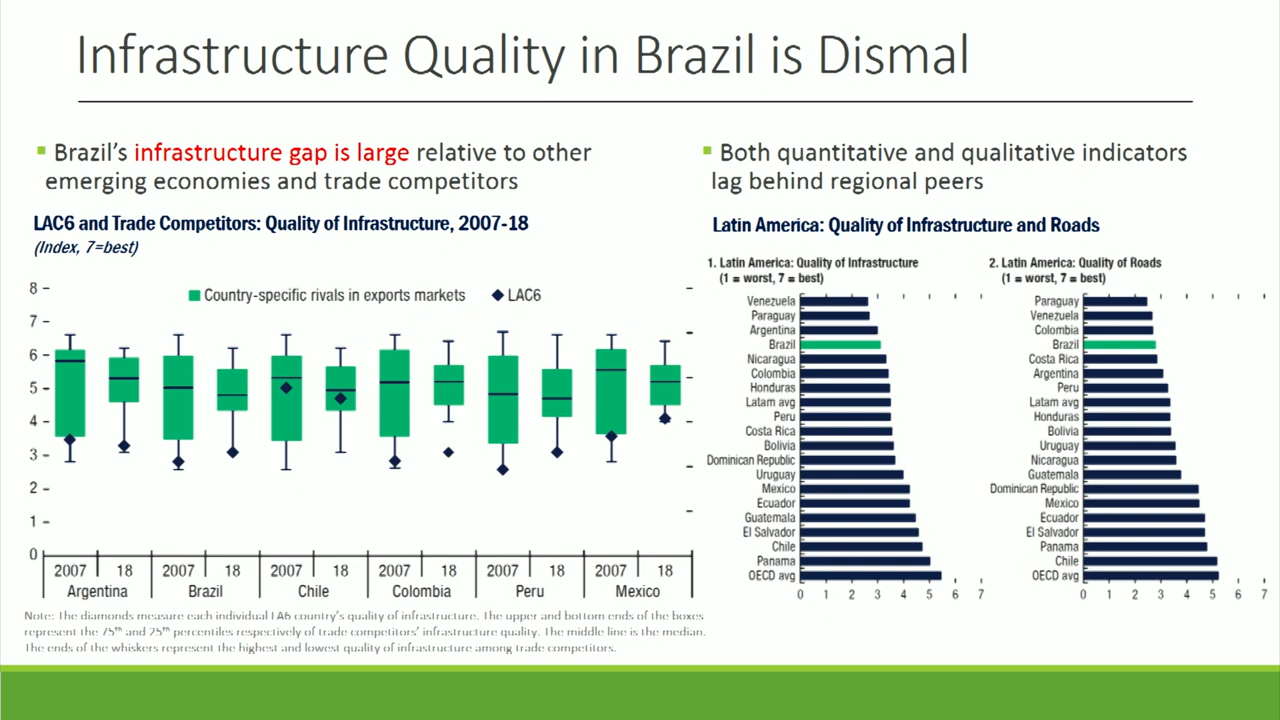 Infrastructure Quality in Brazil is Dismal
Brazil's infrastructure gap is large relative to other
emerging economies and trade competitors
LAC6 and Trade Competitors: Quality of Infrastructure, 2007-18
(Index, 7=best)
Country-specific rivals in exports markets
LAC6
8
7
6
5
4
3
2
1
0
2007 18 2007 18 2007 18 2007 18 2007 18 2007 18
Argentina Brazil Chile Colombia Peru Mexico
Note: The diamonds measure each individual LA6 country's quality of infrastructure. The upper and bottom ends of the boxes
represent the 75th and 25th percentiles respectively of trade competitors' infrastructure quality. The middle line is the median.
The ends of the whiskers represent the highest and lowest quality of infrastructure among trade competitors.
Both quantitative and qualitative indicators
lag behind regional peers
Latin America: Quality of Infrastructure and Roads
1. Latin America: Quality of Infrastructure
(1 = worst, 7 = best)
Venezuela
Paraguay
Argentina
Brazil
Nicaragua
Colombia
Honduras
Latam avg
Peru
Costa Rica
Bolivia
Dominican Republic
Uruguay
Mexico
Ecuador
Guatemala
El Salvador
Chile
Panama
OECD avg
0 1 2 3 4 5 6 7
2. Latin America: Quality of Roads
(1 = worst, 7 = best)
Paraguay
Venezuela
Colombia
Brazil
Costa Rica
Argentina
Peru
Latam avg
Honduras
Bolivia
Uruguay
Nicaragua
Guatemala
Dominican Republic
Mexico
Ecuador
El Salvador
Panama
Chile
OECD avg
0 1 2 3 4 5 6 7